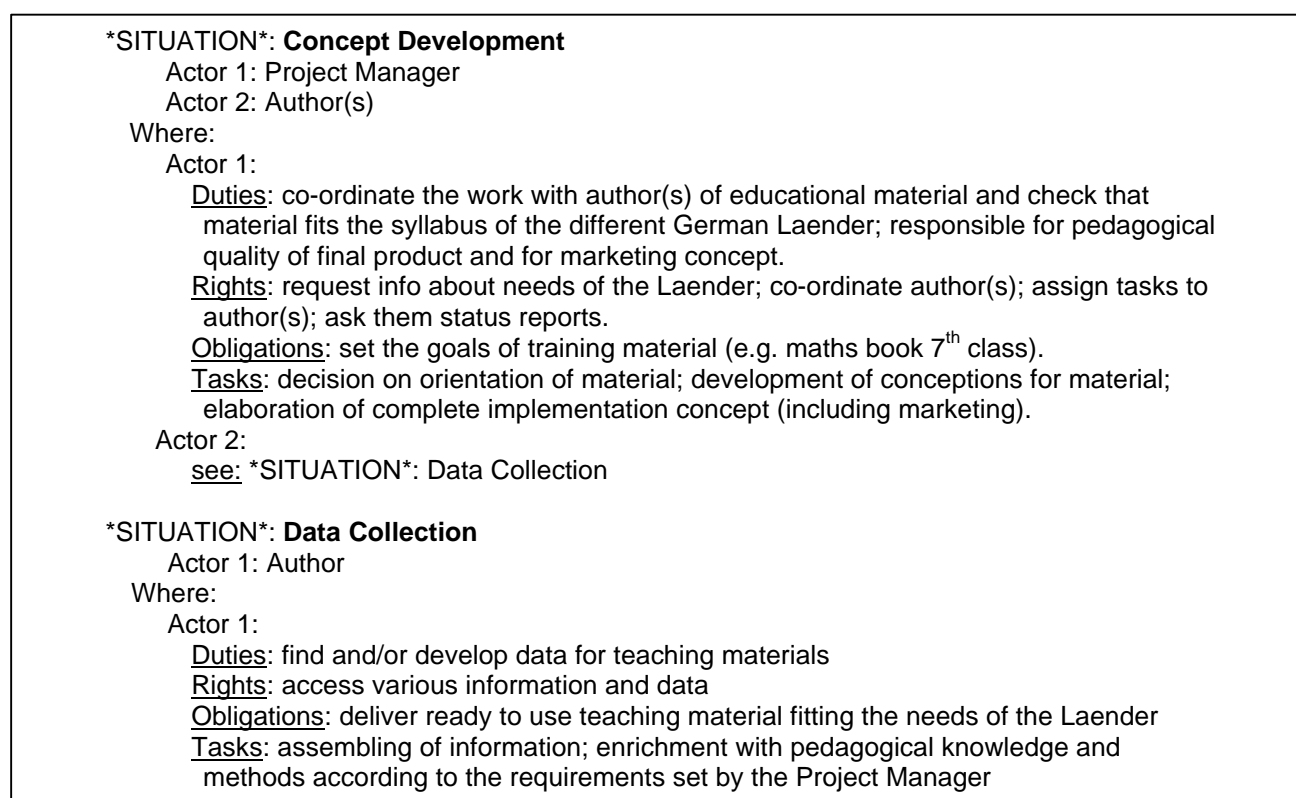 *SITUATION*: Concept Development
Actor 1: Project Manager
Actor 2: Author(s)
Where:
Actor 1:
Duties: co-ordinate the work with author(s) of educational material and check that
material fits the syllabus of the different German Laender; responsible for pedagogical
quality of final product and for marketing concept.
Rights: request info about needs of the Laender; co-ordinate author(s); assign tasks to
author(s); ask them status reports.
Obligations: set the goals of training material (e.g. maths book 7th class).
Tasks: decision on orientation of material; development of conceptions for material;
elaboration of complete implementation concept (including marketing).
Actor 2:
see: *SITUATION*: Data Collection
*SITUATION*: Data Collection
Actor 1: Author
Where:
Actor 1:
Duties: find and/or develop data for teaching materials
Rights: access various information and data
Obligations: deliver ready to use teaching material fitting the needs of the Laender
Tasks: assembling of information; enrichment with pedagogical knowledge and
methods according to the requirements set by the Project Manager